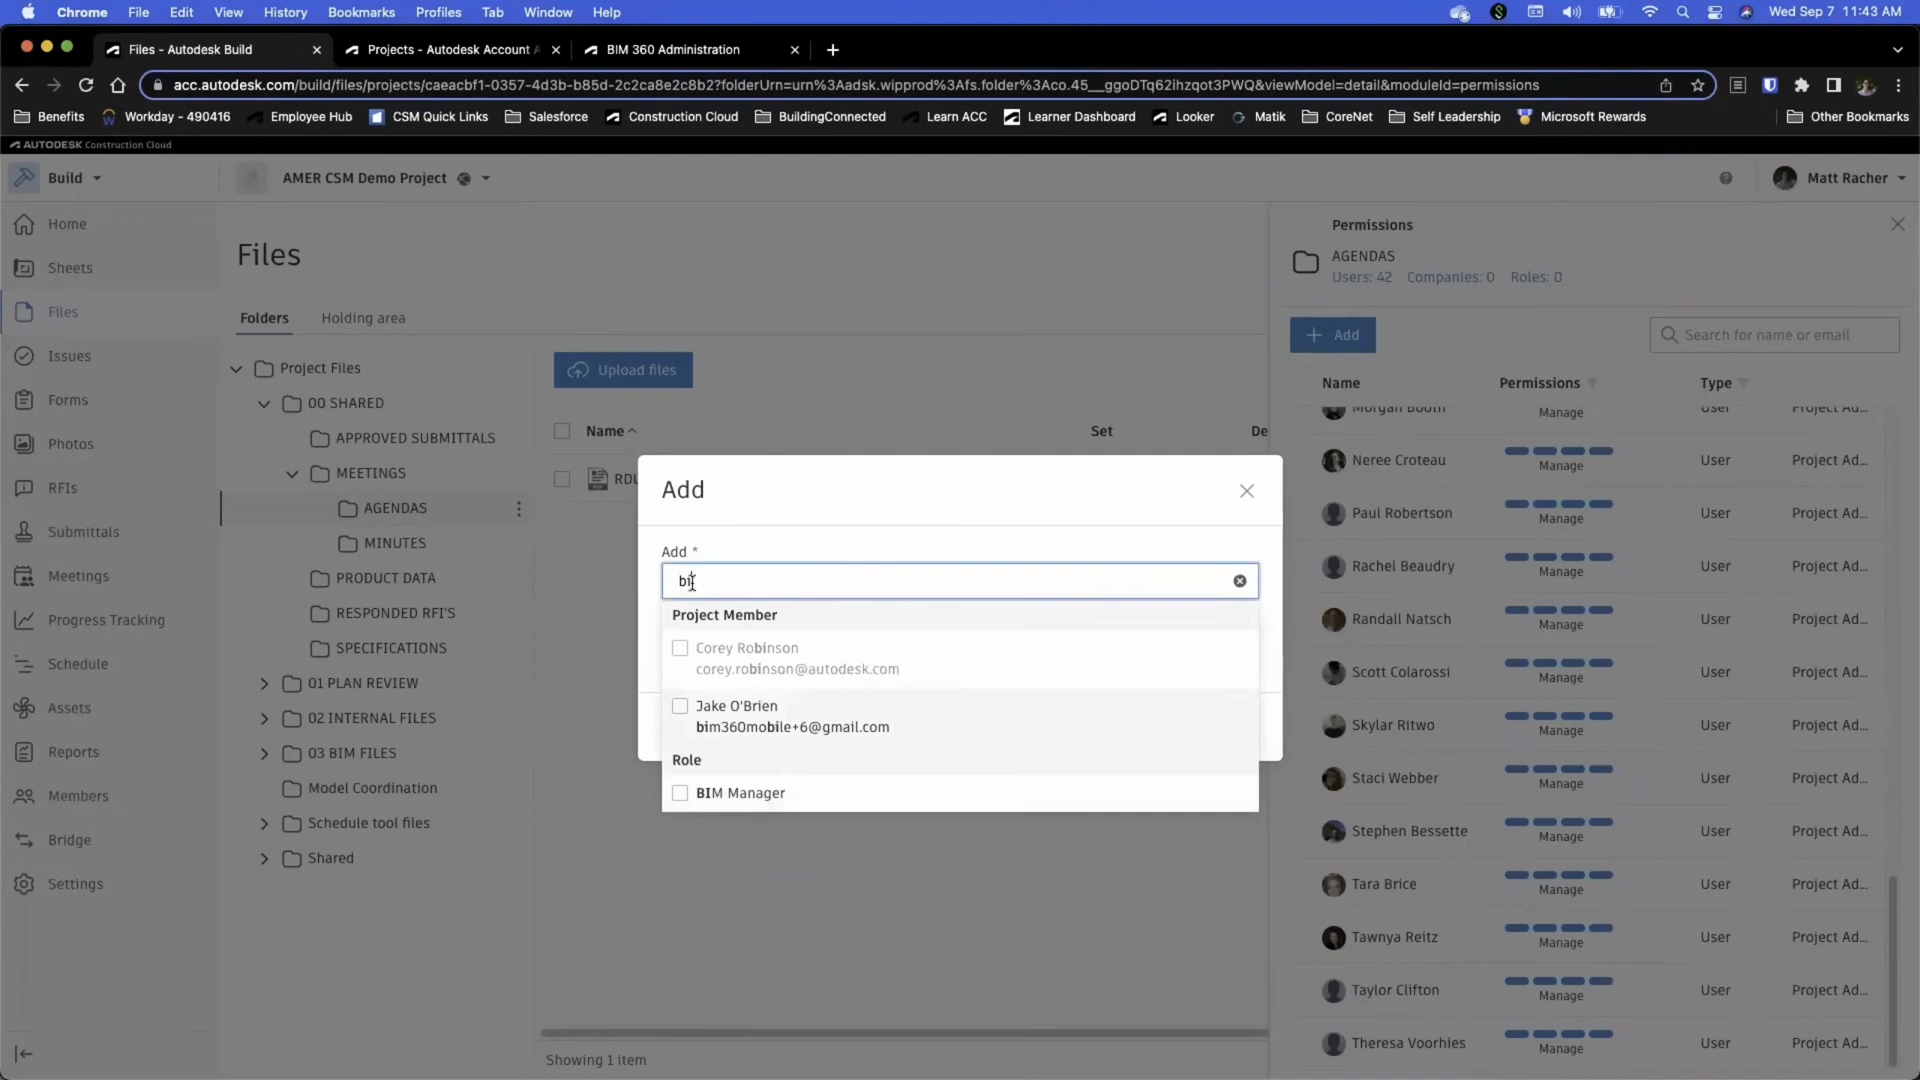 Chrome File Edit View History Bookmarks Profiles Tab Window Help Wed Sep 7 11:43 AM
Files - Autodesk Build Projects - Autodesk Account A BIM 360 Administration
acc.autodesk.com/build/files/projects/caeacbf1-0357-4d3b-b85d-2c2ca8e2c8b2?folderUrn=urn%3Aadsk.wipprod%3Afs.folder%3Aco.45__ggoDTq62ihzqot3PWQ&viewModel=detail&moduleId=permissions
Benefits Workday - 490416 Employee Hub CSM Quick Links Salesforce Construction Cloud BuildingConnected Learn ACC Learner Dashboard Looker Matik CoreNet Self Leadership Microsoft Rewards Other Bookmarks
AUTODESK Construction Cloud
Build AMER CSM Demo Project Matt Racher
Home
Sheets
Files
Issues
Forms
Photos
RFIs
Submittals
Meetings
Progress Tracking
Schedule
Assets
Reports
Members
Bridge
Settings
Files
Folders Holding area
Project Files
00 SHARED
APPROVED SUBMITTALS
MEETINGS
AGENDAS
MINUTES
PRODUCT DATA
RESPONDED RFI'S
SPECIFICATIONS
01 PLAN REVIEW
02 INTERNAL FILES
03 BIM FILES
Model Coordination
Schedule tool files
Shared
Upload files
Name Set De
RDU
Showing 1 item
Add
Add *
bi
Project Member
Corey Robinson
corey.robinson@autodesk.com
Jake O'Brien
bim360mobile+6@gmail.com
Role
BIM Manager
Permissions
AGENDAS
Users: 42 Companies: 0 Roles: 0
Add Search for name or email
Name Permissions Type
Morgan Booth Manage User Project Ad...
Neree Croteau Manage User Project Ad...
Paul Robertson Manage User Project Ad...
Rachel Beaudry Manage User Project Ad...
Randall Natsch Manage User Project Ad...
Scott Colarossi Manage User Project Ad...
Skylar Ritwo Manage User Project Ad...
Staci Webber Manage User Project Ad...
Stephen Bessette Manage User Project Ad...
Tara Brice Manage User Project Ad...
Tawnya Reitz Manage User Project Ad...
Taylor Clifton Manage User Project Ad...
Theresa Voorhies Manage User Project Ad...